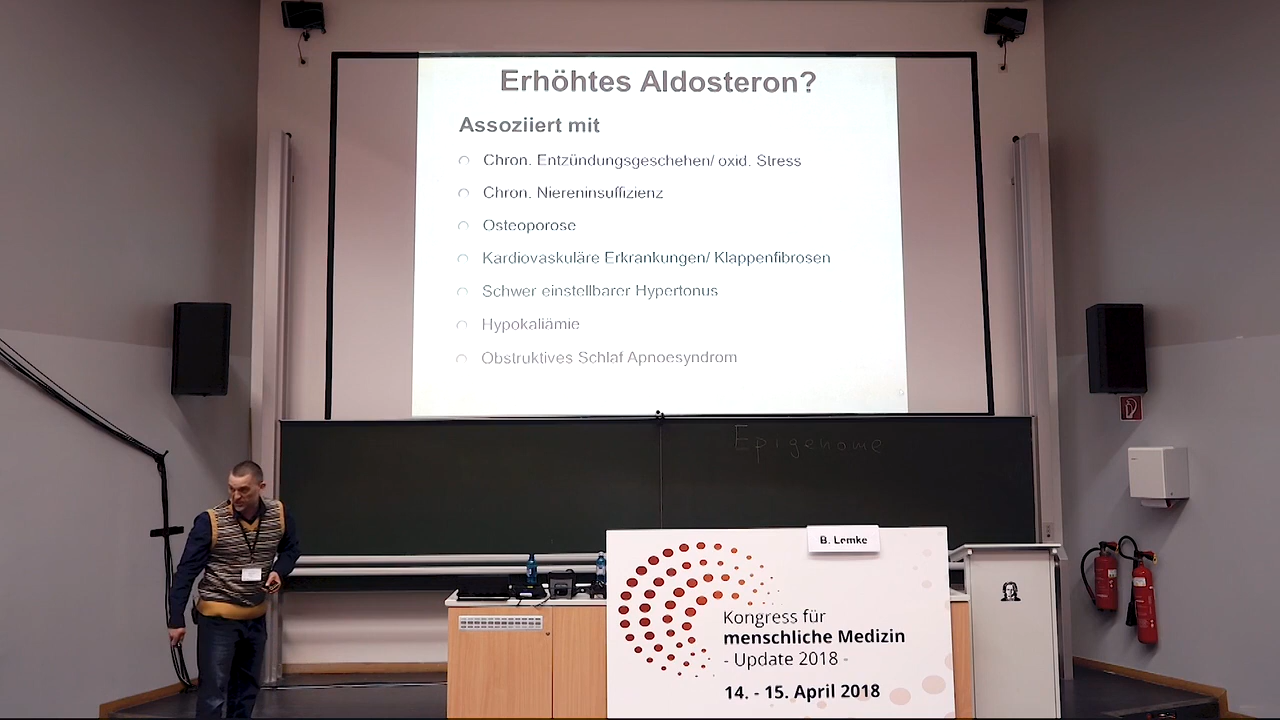 Erhöhtes Aldosteron?
Assoziiert mit
Chron. Entzündungsgeschehen/ oxid. Stress
Chron. Niereninsuffizienz
Osteoporose
Kardiovaskuläre Erkrankungen/ Klappenfibrosen
Schwer einstellbarer Hypertonus
Hypokaliämie
Obstruktives Schlaf Apnoesyndrom
Epigenome
B. Lemke
Kongress für
menschliche Medizin
- Update 2018 -
14. - 15. April 2018